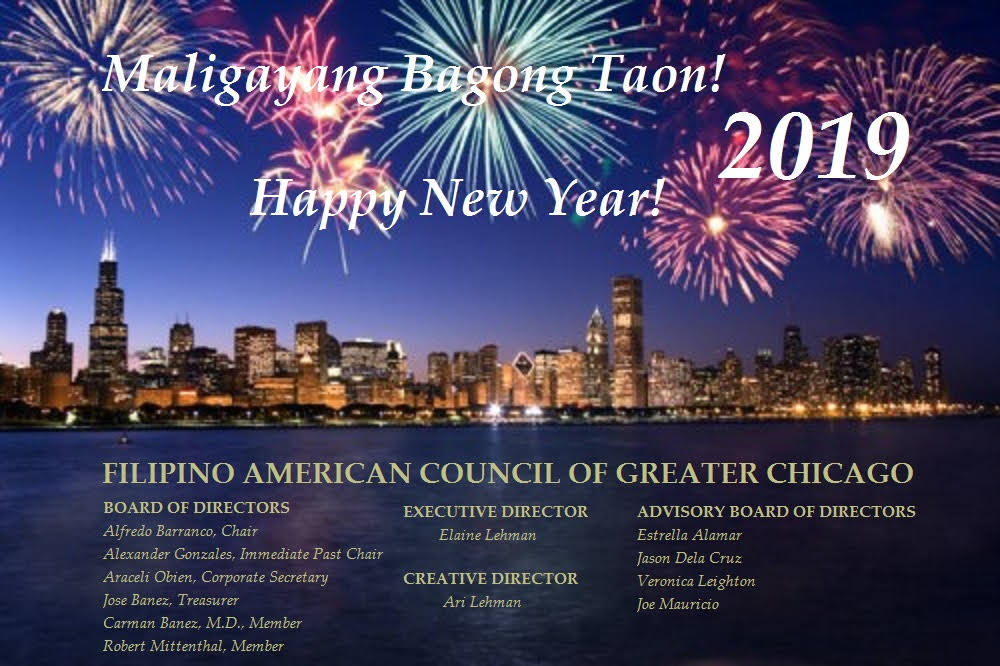 Maligayang Bagong Taon!
2019
Happy New Year!
FILIPINO AMERICAN COUNCIL OF GREATER CHICAGO
BOARD OF DIRECTORS
Alfredo Barranco, Chair
Alexander Gonzales, Immediate Past Chair
Araceli Obien, Corporate Secretary
Jose Banez, Treasurer
Carman Banez, M.D., Member
Robert Mittenthal, Member
EXECUTIVE DIRECTOR
Elaine Lehman
CREATIVE DIRECTOR
Ari Lehman
ADVISORY BOARD OF DIRECTORS
Estrella Alamar
Jason Dela Cruz
Veronica Leighton
Joe Mauricio